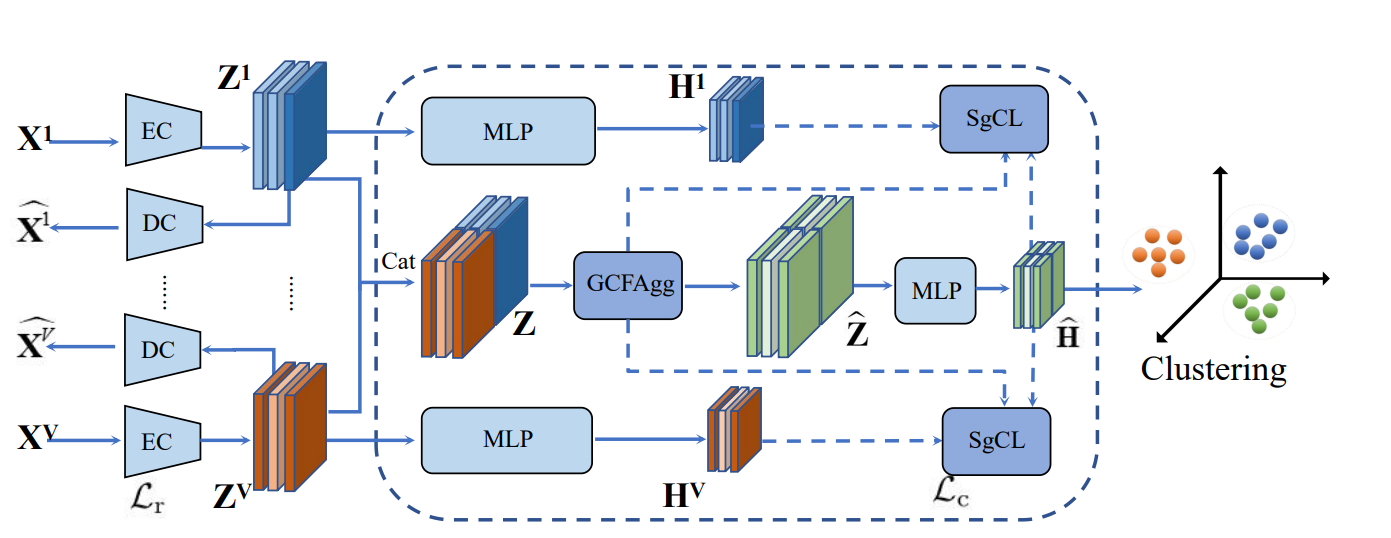 Z¹
H¹
X¹
EC
MLP
SgCL
X̂¹
DC
Cat
GCFAgg
MLP
Z
Ẑ
Ĥ
X̂ⱽ
DC
Clustering
Xⱽ
EC
MLP
SgCL
ℒr
Zⱽ
Hⱽ
ℒc